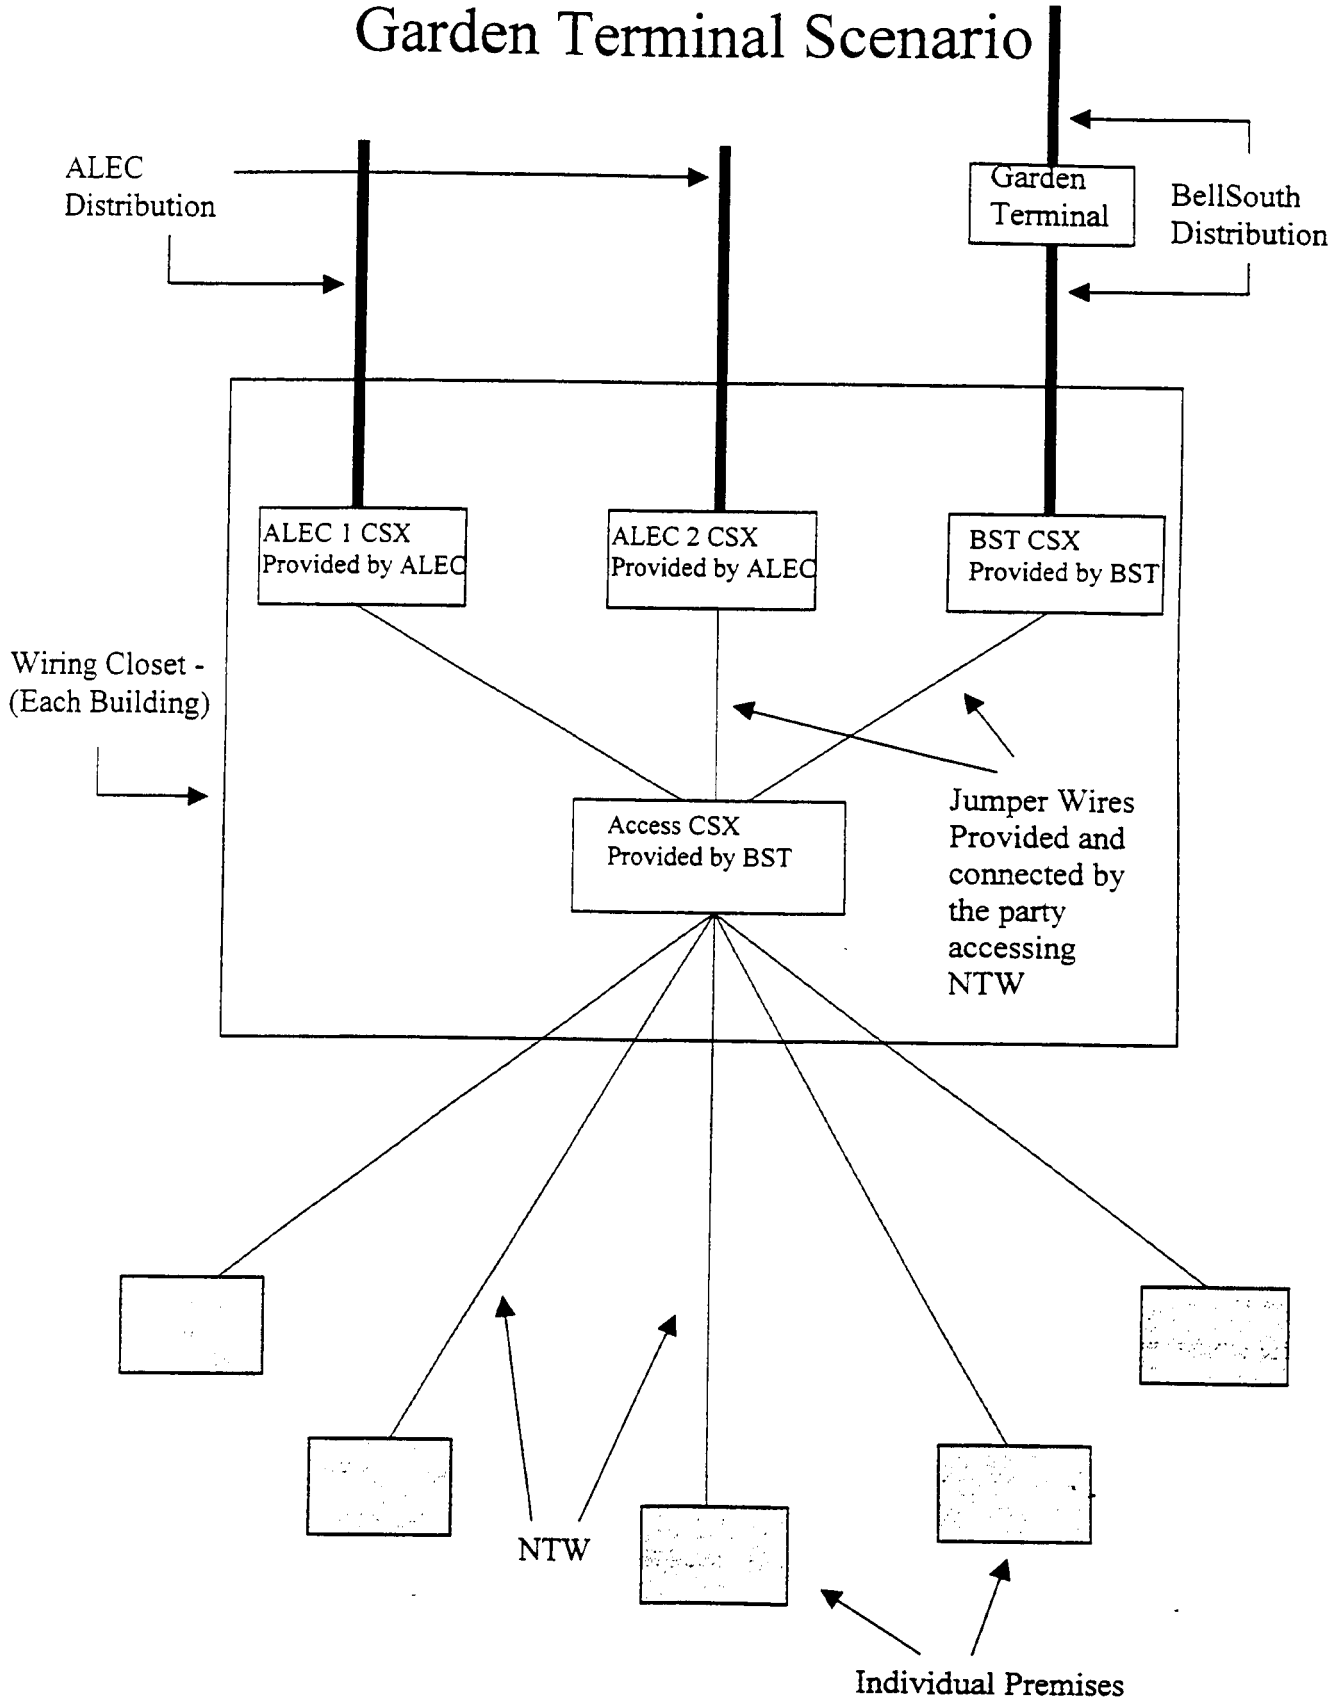 Garden Terminal Scenario
ALEC
Distribution
Garden
Terminal
BellSouth
Distribution
ALEC 1 CSX
Provided by ALEC
ALEC 2 CSX
Provided by ALEC
BST CSX
Provided by BST
Wiring Closet -
(Each Building)
Access CSX
Provided by BST
Jumper Wires
Provided and
connected by
the party
accessing
NTW
NTW
Individual Premises